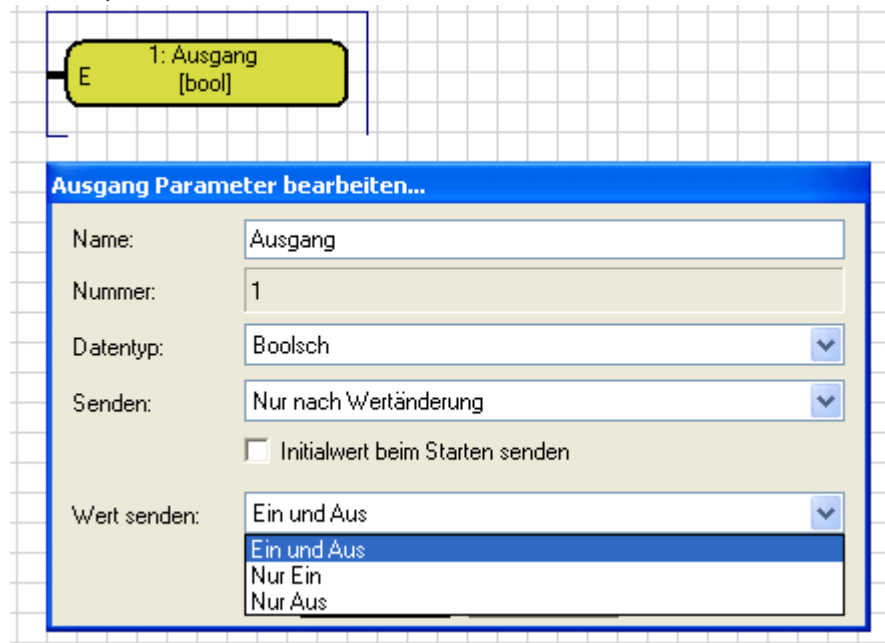 1: Ausgang
E [bool]
Ausgang Parameter bearbeiten...
Name: Ausgang
Nummer: 1
Datentyp: Boolsch
Senden: Nur nach Wertänderung
Initialwert beim Starten senden
Wert senden: Ein und Aus
Ein und Aus
Nur Ein
Nur Aus